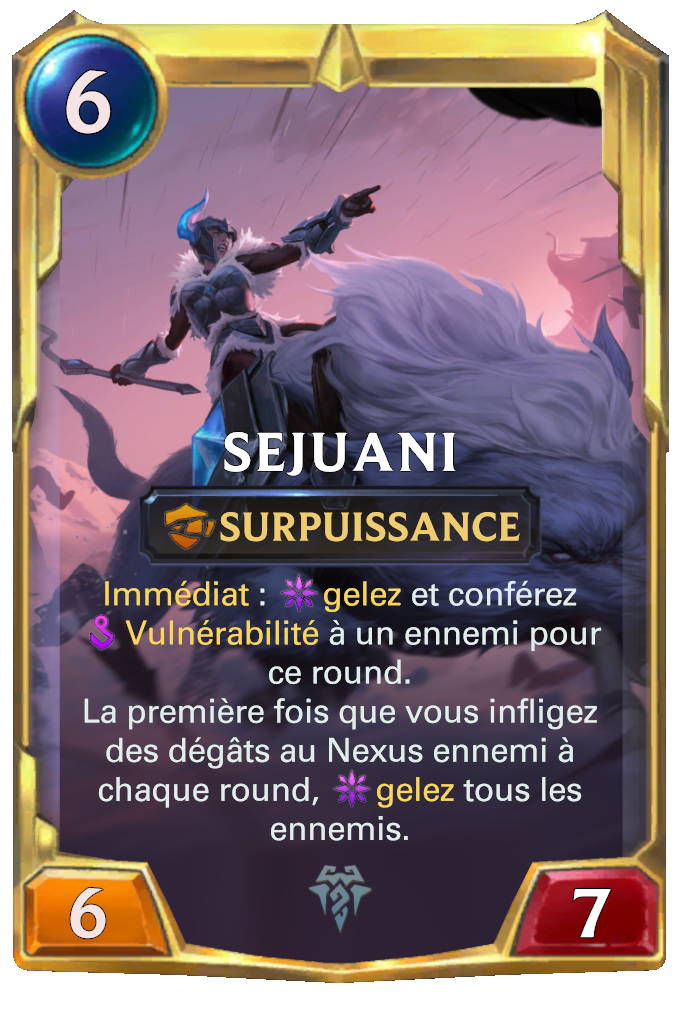 6
SEJUANI
SURPUISSANCE
Immédiat : gelez et conférez
Vulnérabilité à un ennemi pour
ce round.
La première fois que vous infligez
des dégâts au Nexus ennemi à
chaque round, gelez tous les
ennemis.
6
7